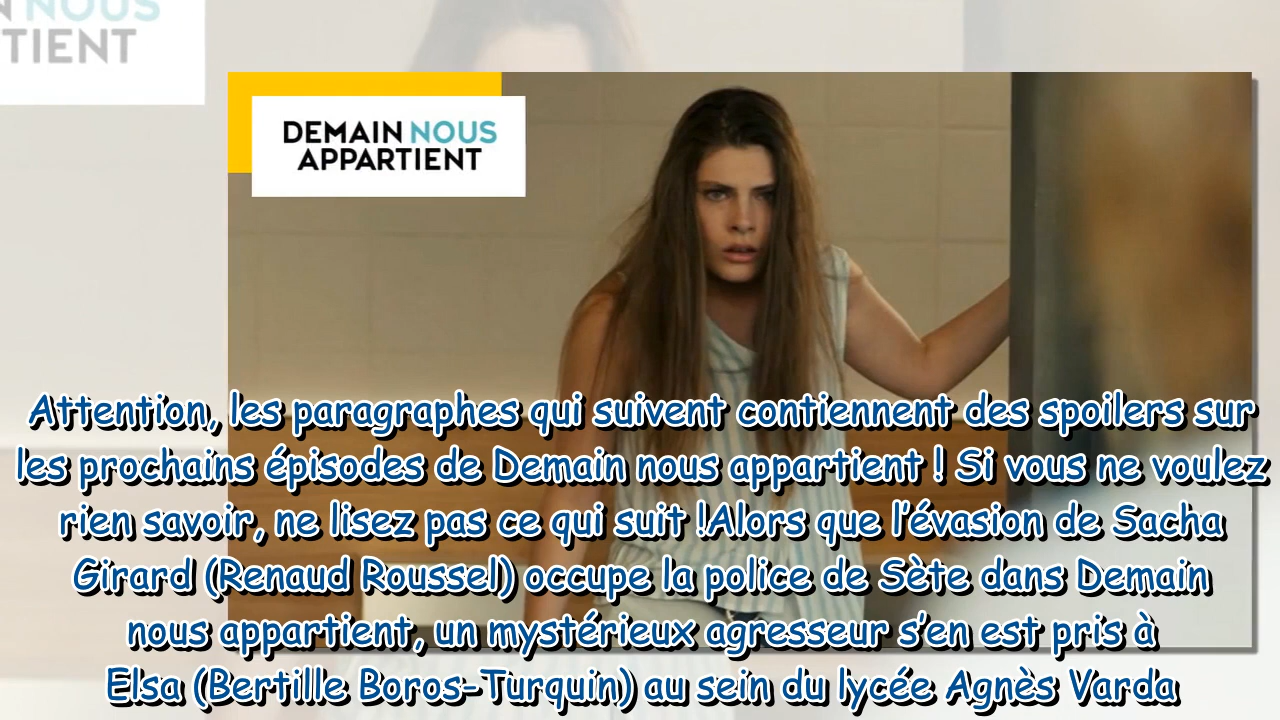 N NOUS
TIENT
DEMAIN NOUS
APPARTIENT
Attention, les paragraphes qui suivent contiennent des spoilers sur
les prochains épisodes de Demain nous appartient ! Si vous ne voulez
rien savoir, ne lisez pas ce qui suit !Alors que l’évasion de Sacha
Girard (Renaud Roussel) occupe la police de Sète dans Demain
nous appartient, un mystérieux agresseur s’en est pris à
Elsa (Bertille Boros-Turquin) au sein du lycée Agnès Varda